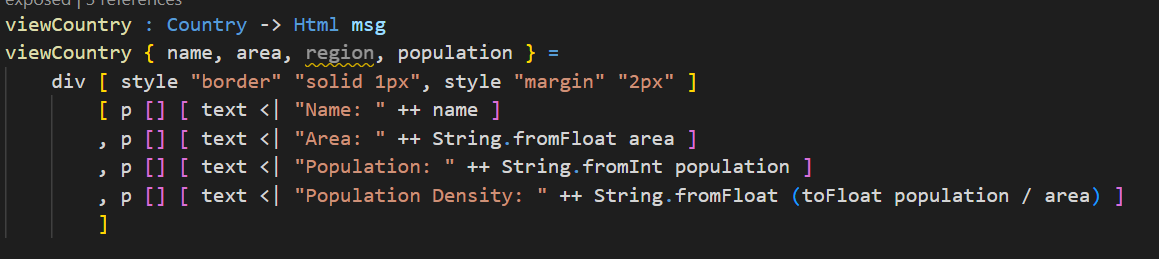 exposed | 3 references
viewCountry : Country -> Html msg
viewCountry { name, area, region, population } =
    div [ style "border" "solid 1px", style "margin" "2px" ]
        [ p [] [ text <| "Name: " ++ name ]
        , p [] [ text <| "Area: " ++ String.fromFloat area ]
        , p [] [ text <| "Population: " ++ String.fromInt population ]
        , p [] [ text <| "Population Density: " ++ String.fromFloat (toFloat population / area) ]
        ]